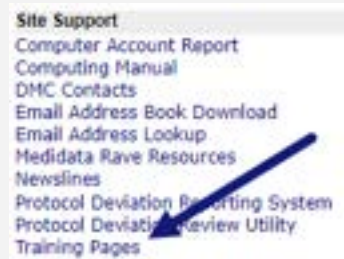 Site Support
Computer Account Report
Computing Manual
DMC Contacts
Email Address Book Download
Email Address Lookup
Medidata Rave Resources
Newslines
Protocol Deviation Reporting System
Protocol Deviation Review Utility
Training Pages